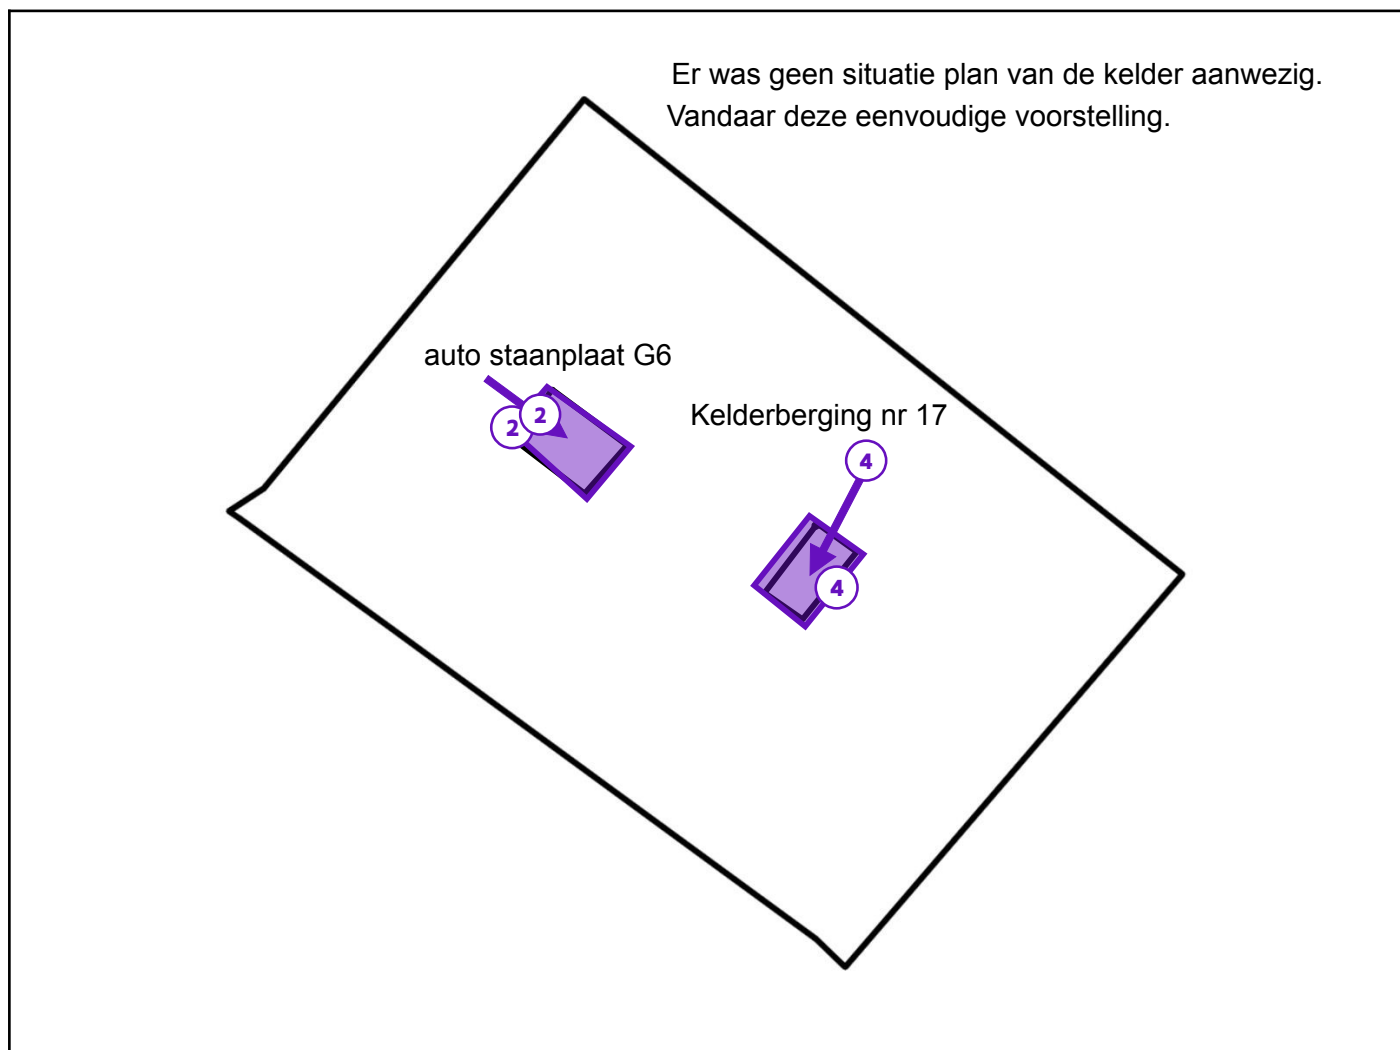 Er was geen situatie plan van de kelder aanwezig.
Vandaar deze eenvoudige voorstelling.
auto staanplaat G6
2
2
Kelderberging nr 17
4
4